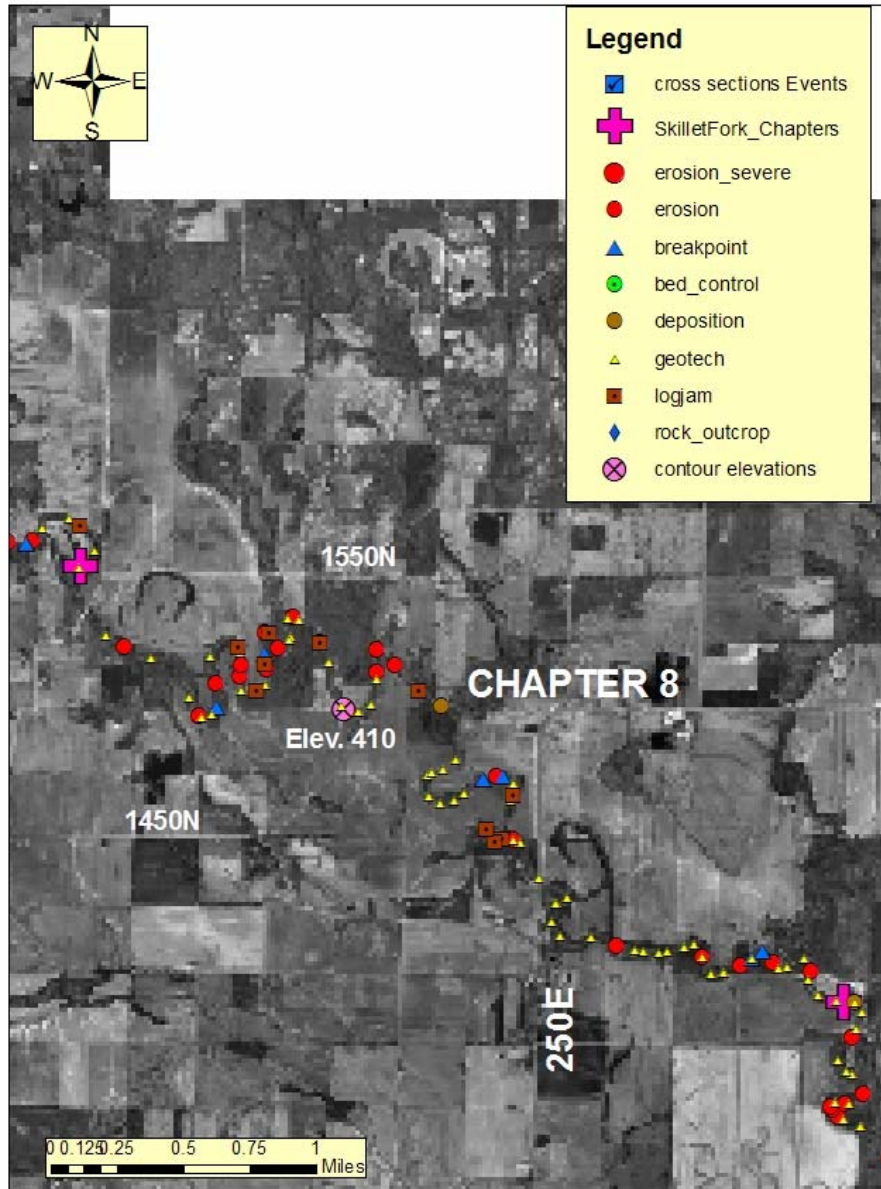 N
W E
S
Legend
cross sections Events
SkilletFork_Chapters
erosion_severe
erosion
breakpoint
bed_control
deposition
geotech
logjam
rock_outcrop
contour elevations
1550N
CHAPTER 8
Elev. 410
1450N
250E
0 0.125 0.25 0.5 0.75 1
Miles